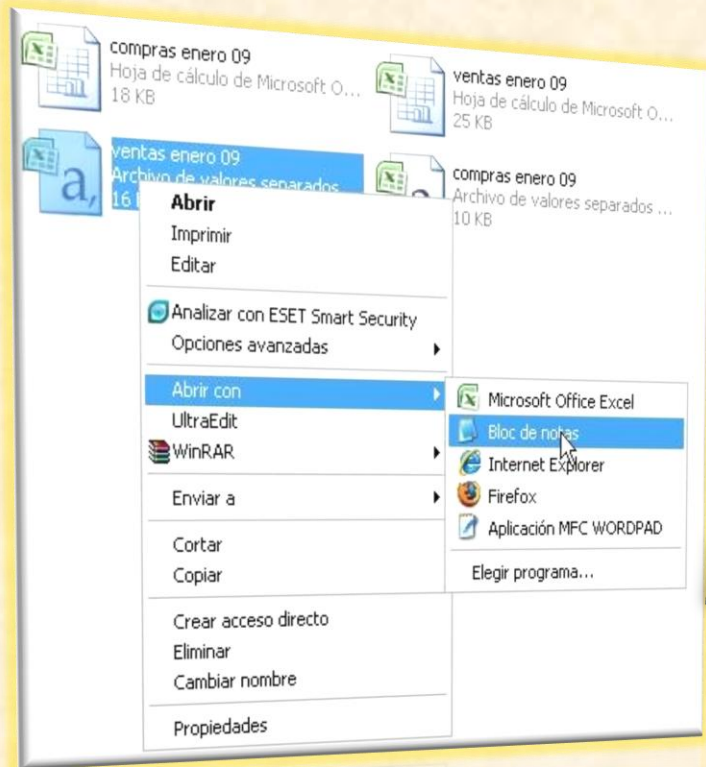 compras enero 09
Hoja de cálculo de Microsoft O...
18 KB
ventas enero 09
Hoja de cálculo de Microsoft O...
25 KB
ventas enero 09
Archivo de valores separados
16
compras enero 09
Archivo de valores separados ...
10 KB
Abrir
Imprimir
Editar
Analizar con ESET Smart Security
Opciones avanzadas
Abrir con
UltraEdit
WinRAR
Enviar a
Cortar
Copiar
Crear acceso directo
Eliminar
Cambiar nombre
Propiedades
Microsoft Office Excel
Bloc de notas
Internet Explorer
Firefox
Aplicación MFC WORDPAD
Elegir programa...